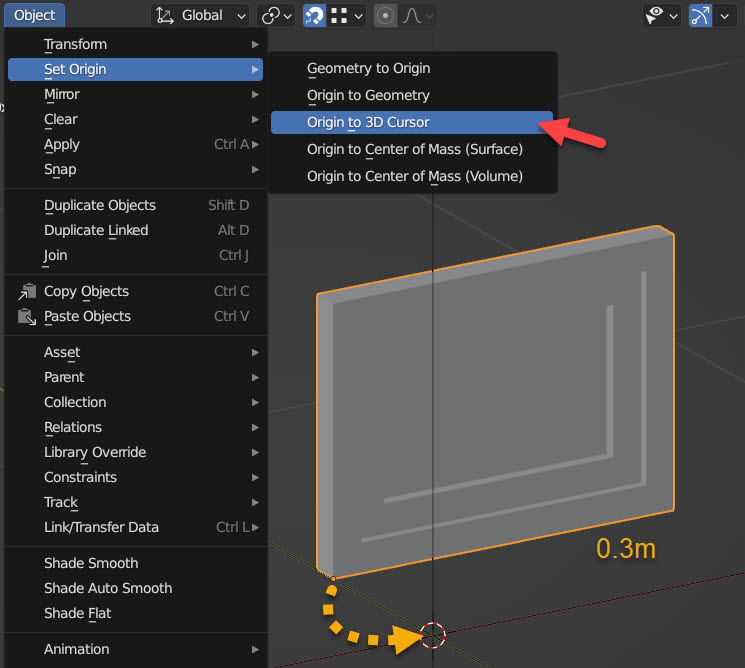 Object
Global
Transform
Set Origin
Mirror
Clear
Apply Ctrl A
Snap
Duplicate Objects Shift D
Duplicate Linked Alt D
Join Ctrl J
Copy Objects Ctrl C
Paste Objects Ctrl V
Asset
Parent
Collection
Relations
Library Override
Constraints
Track
Link/Transfer Data Ctrl L
Shade Smooth
Shade Auto Smooth
Shade Flat
Animation
Geometry to Origin
Origin to Geometry
Origin to 3D Cursor
Origin to Center of Mass (Surface)
Origin to Center of Mass (Volume)
0.3m